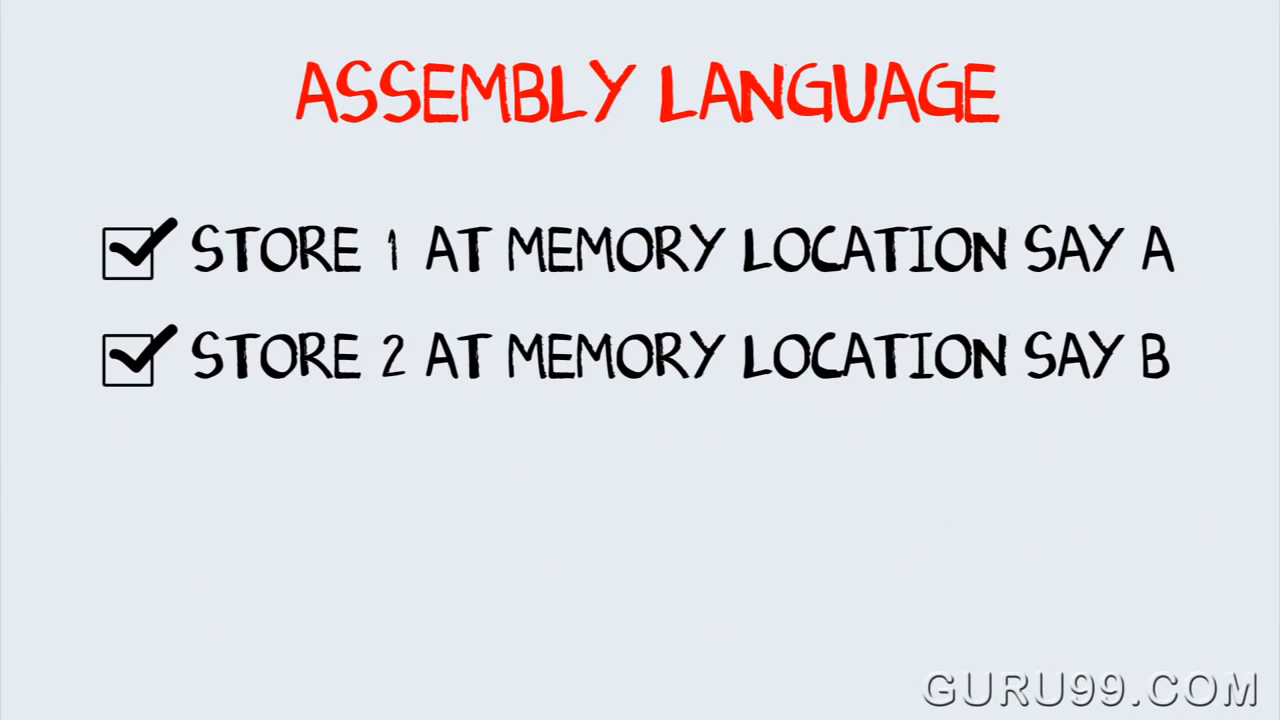 ASSEMBLY LANGUAGE
STORE 1 AT MEMORY LOCATION SAY A
STORE 2 AT MEMORY LOCATION SAY B
GURU99.COM